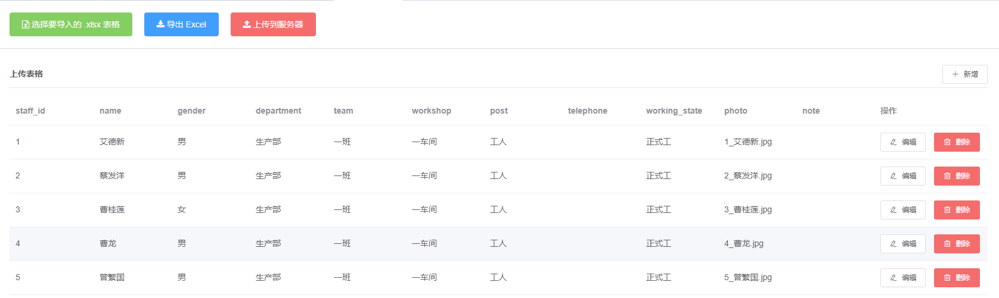 选择要导入的 .xlsx 表格 导出 Excel 上传到服务器
上传表格 新增
staff_id name gender department team workshop post telephone working_state photo note 操作
1 艾德新 男 生产部 一班 一车间 工人 正式工 1_艾德新.jpg 编辑 删除
2 蔡发洋 男 生产部 一班 一车间 工人 正式工 2_蔡发洋.jpg 编辑 删除
3 曹桂莲 女 生产部 一班 一车间 工人 正式工 3_曹桂莲.jpg 编辑 删除
4 曹龙 男 生产部 一班 一车间 工人 正式工 4_曹龙.jpg 编辑 删除
5 曾繁国 男 生产部 一班 一车间 工人 正式工 5_曾繁国.jpg 编辑 删除